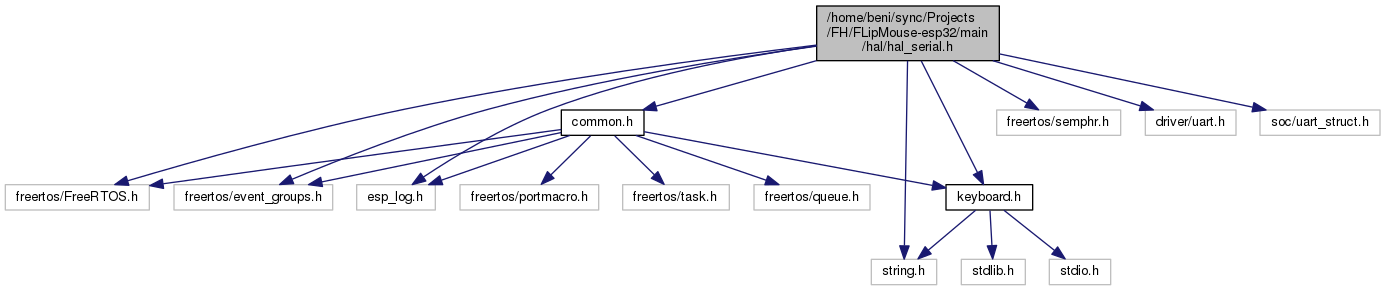 /home/beni/sync/Projects
/FH/FLipMouse-esp32/main
/hal/hal_serial.h
common.h
freertos/semphr.h
driver/uart.h
soc/uart_struct.h
freertos/FreeRTOS.h
freertos/event_groups.h
esp_log.h
freertos/portmacro.h
freertos/task.h
freertos/queue.h
keyboard.h
string.h
stdlib.h
stdio.h